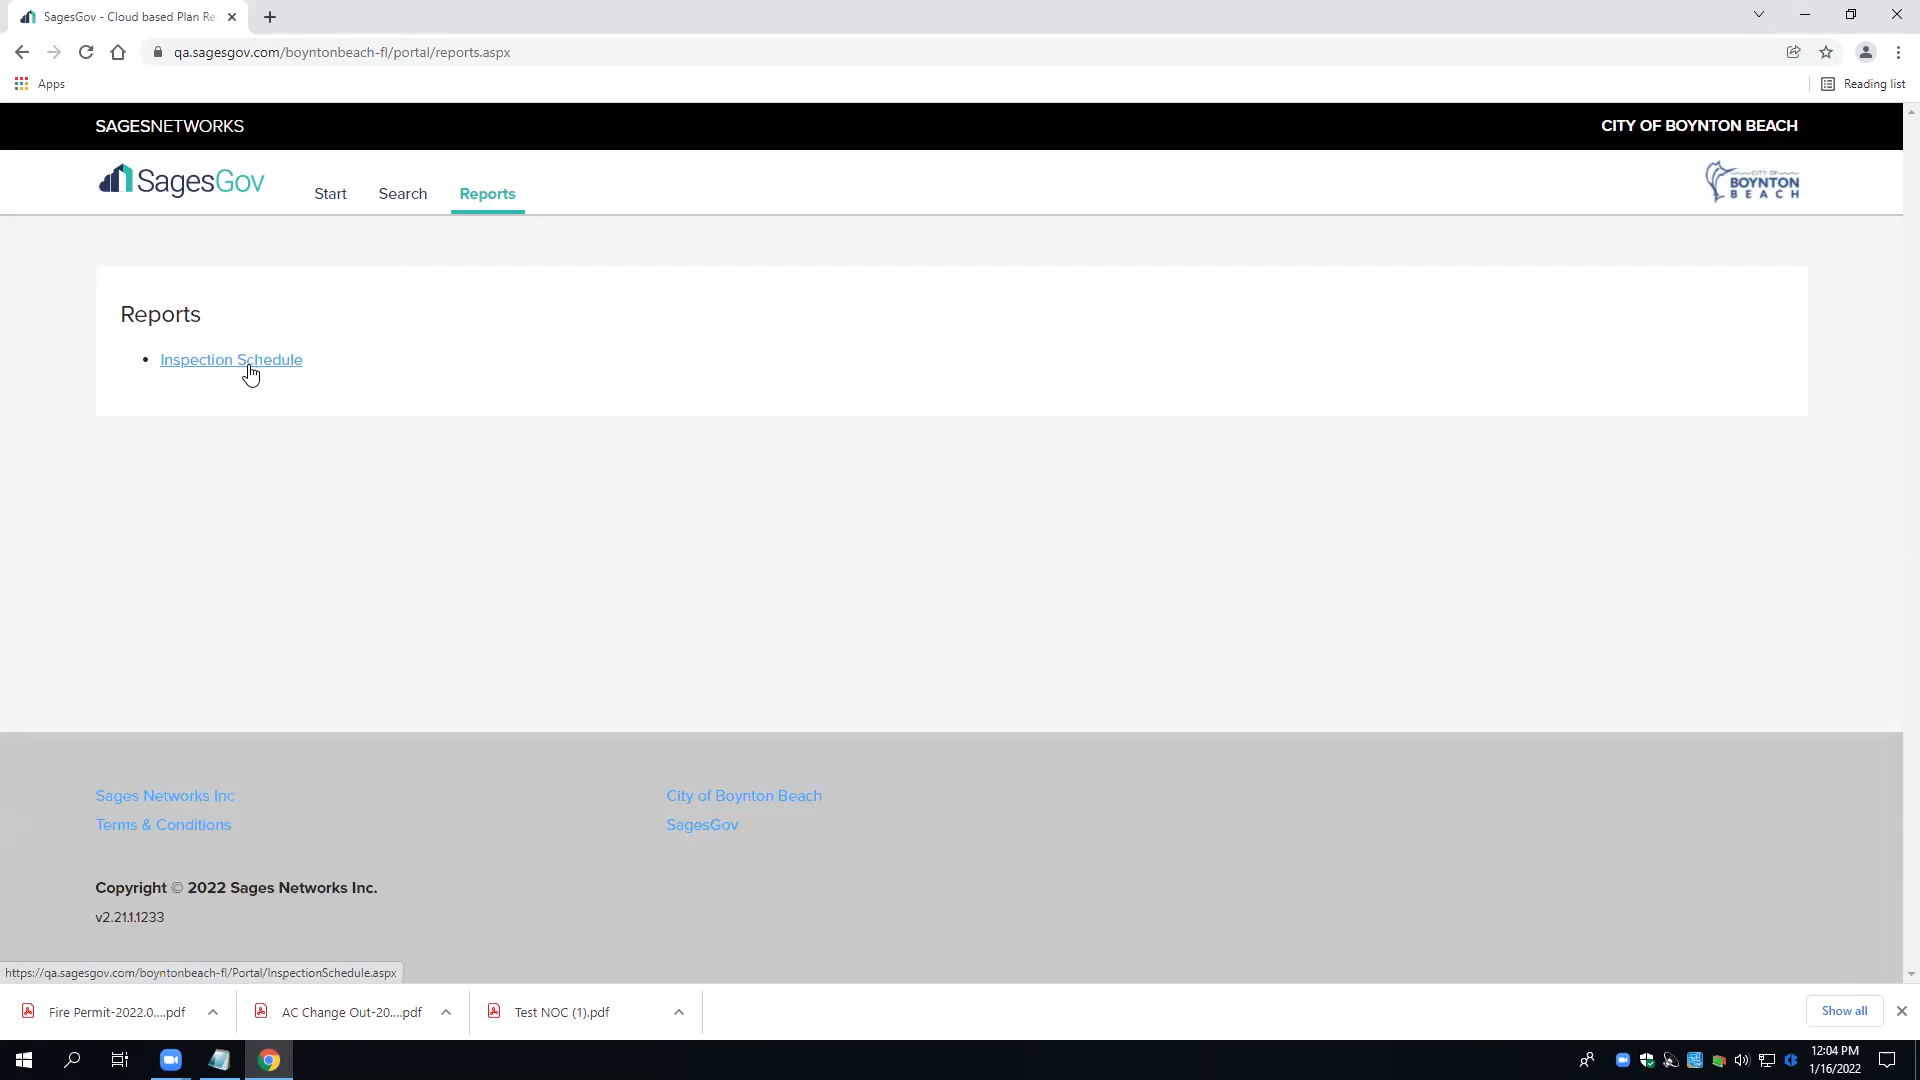 SagesGov - Cloud based Plan Re
qa.sagesgov.com/boyntonbeach-fl/portal/reports.aspx
Apps
Reading list
SAGESNETWORKS
CITY OF BOYNTON BEACH
SagesGov
Start
Search
Reports
CITY OF
BOYNTON
BEACH
Reports
• Inspection Schedule
Sages Networks Inc
City of Boynton Beach
Terms & Conditions
SagesGov
Copyright © 2022 Sages Networks Inc.
v2.21.1.1233
https://qa.sagesgov.com/boyntonbeach-fl/Portal/InspectionSchedule.aspx
Fire Permit-2022.0....pdf
AC Change Out-20....pdf
Test NOC (1).pdf
Show all
12:04 PM
1/16/2022